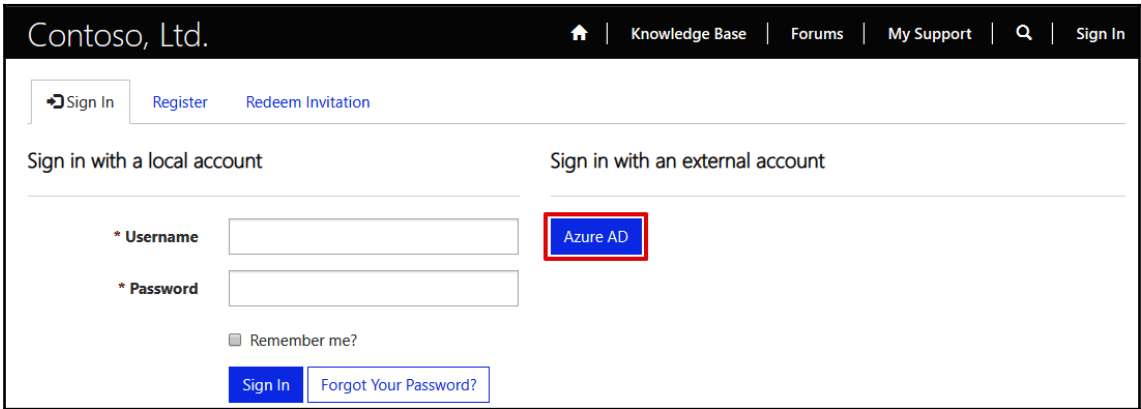 Contoso, Ltd.
Knowledge Base | Forums | My Support | | Sign In
Sign In Register Redeem Invitation
Sign in with a local account
Sign in with an external account
* Username
Azure AD
* Password
Remember me?
Sign In Forgot Your Password?